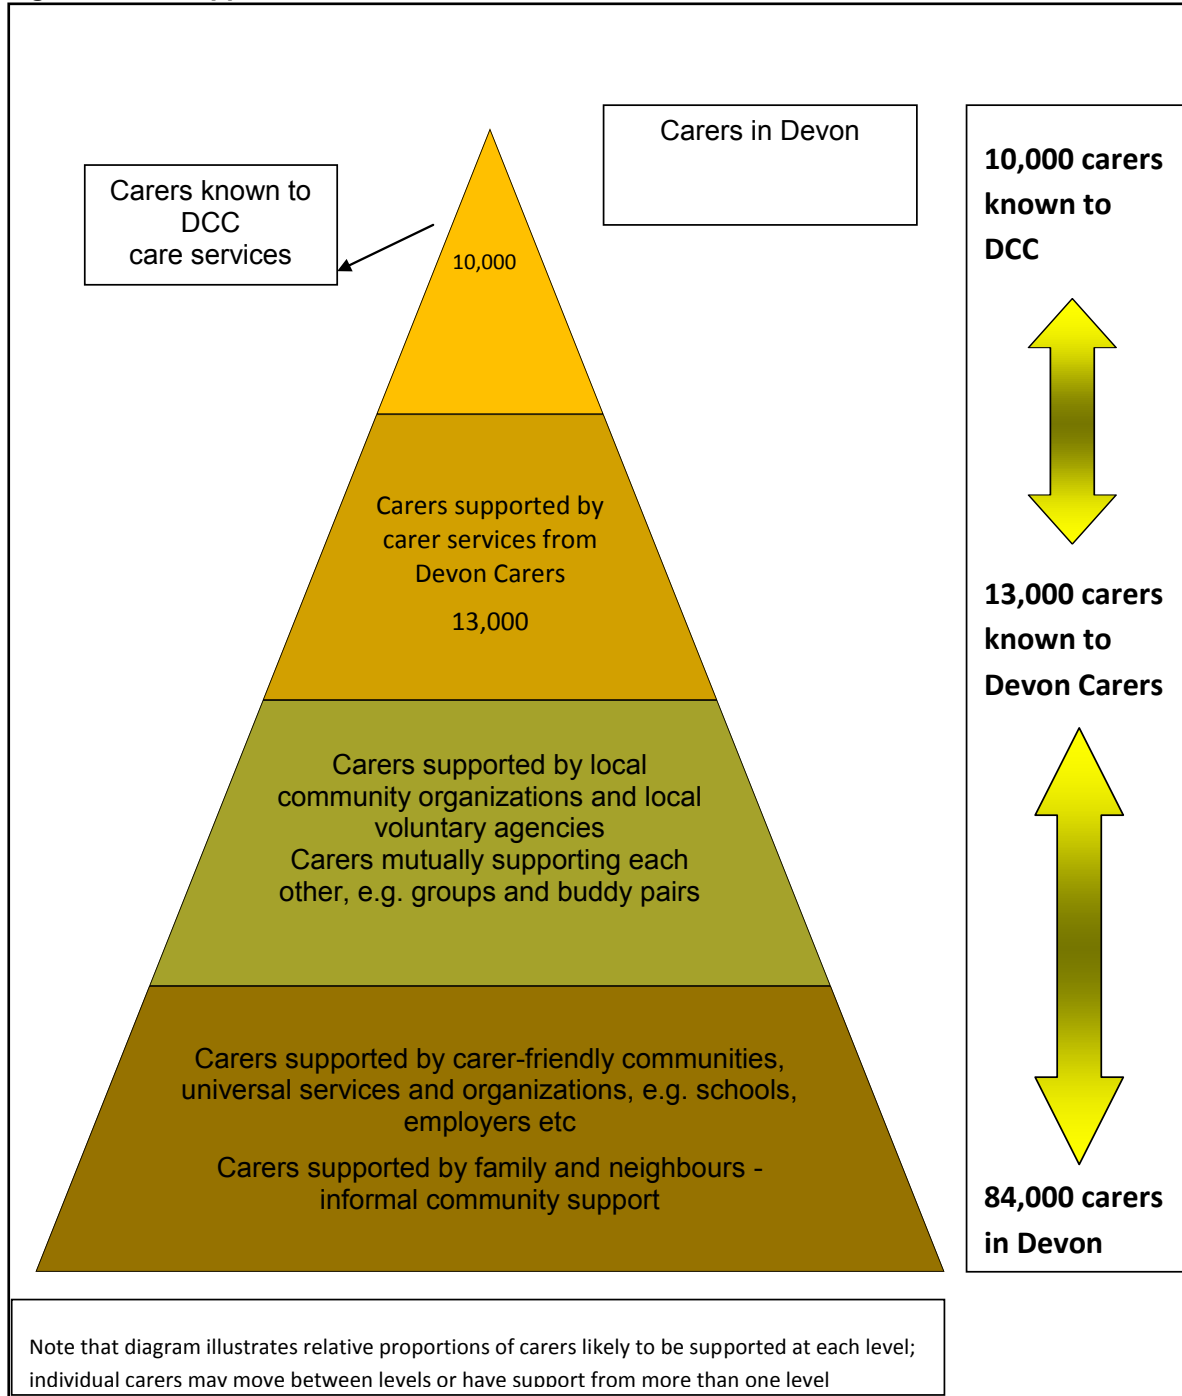 Carers in Devon
Carers known to
DCC
care services
10,000
Carers supported by
carer services from
Devon Carers
13,000
Carers supported by local
community organizations and local
voluntary agencies
Carers mutually supporting each
other, e.g. groups and buddy pairs
Carers supported by carer-friendly communities,
universal services and organizations, e.g. schools,
employers etc
Carers supported by family and neighbours -
informal community support
10,000 carers
known to
DCC
13,000 carers
known to
Devon Carers
84,000 carers
in Devon
Note that diagram illustrates relative proportions of carers likely to be supported at each level;
individual carers may move between levels or have support from more than one level